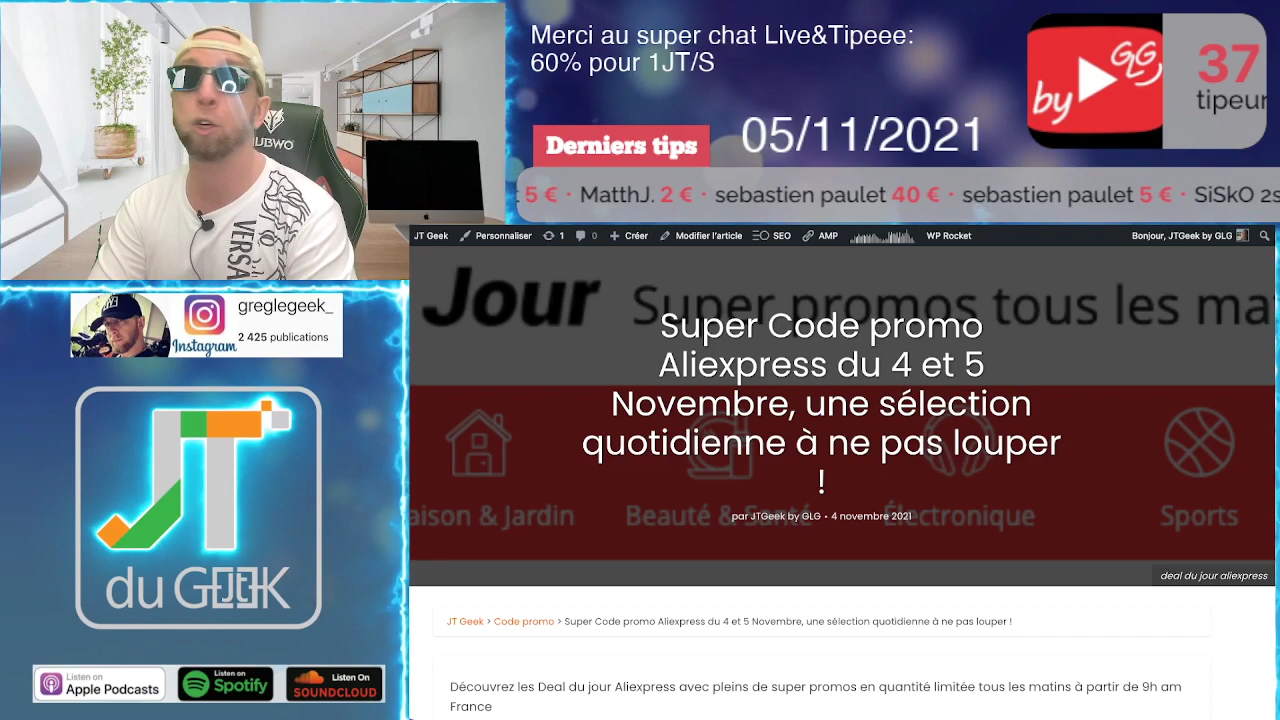 Merci au super chat Live&Tipeee:
60% pour 1JT/S
by GLG
37
tipeur
Derniers tips
05/11/2021
5 € · MatthJ. 2 € · sebastien paulet 40 € · sebastien paulet 5 € · SiSkO 2s
VERSA
JT Geek Personnaliser 1 0 Créer Modifier l'article SEO AMP WP Rocket Bonjour, JTGeek by GLG
Jour Super promos tous les ma
Super Code promo
Aliexpress du 4 et 5
Novembre, une sélection
quotidienne à ne pas louper
!
par JTGeek by GLG • 4 novembre 2021
aison & Jardin Beauté & Santé Électronique Sports
deal du jour aliexpress
JT Geek > Code promo > Super Code promo Aliexpress du 4 et 5 Novembre, une sélection quotidienne à ne pas louper !
Découvrez les Deal du jour Aliexpress avec pleins de super promos en quantité limitée tous les matins à partir de 9h am
France
greglegeek_
Instagram
2 425 publications
JT
du GEEK
Listen on
Apple Podcasts
Listen on
Spotify
Listen On
SOUNDCLOUD